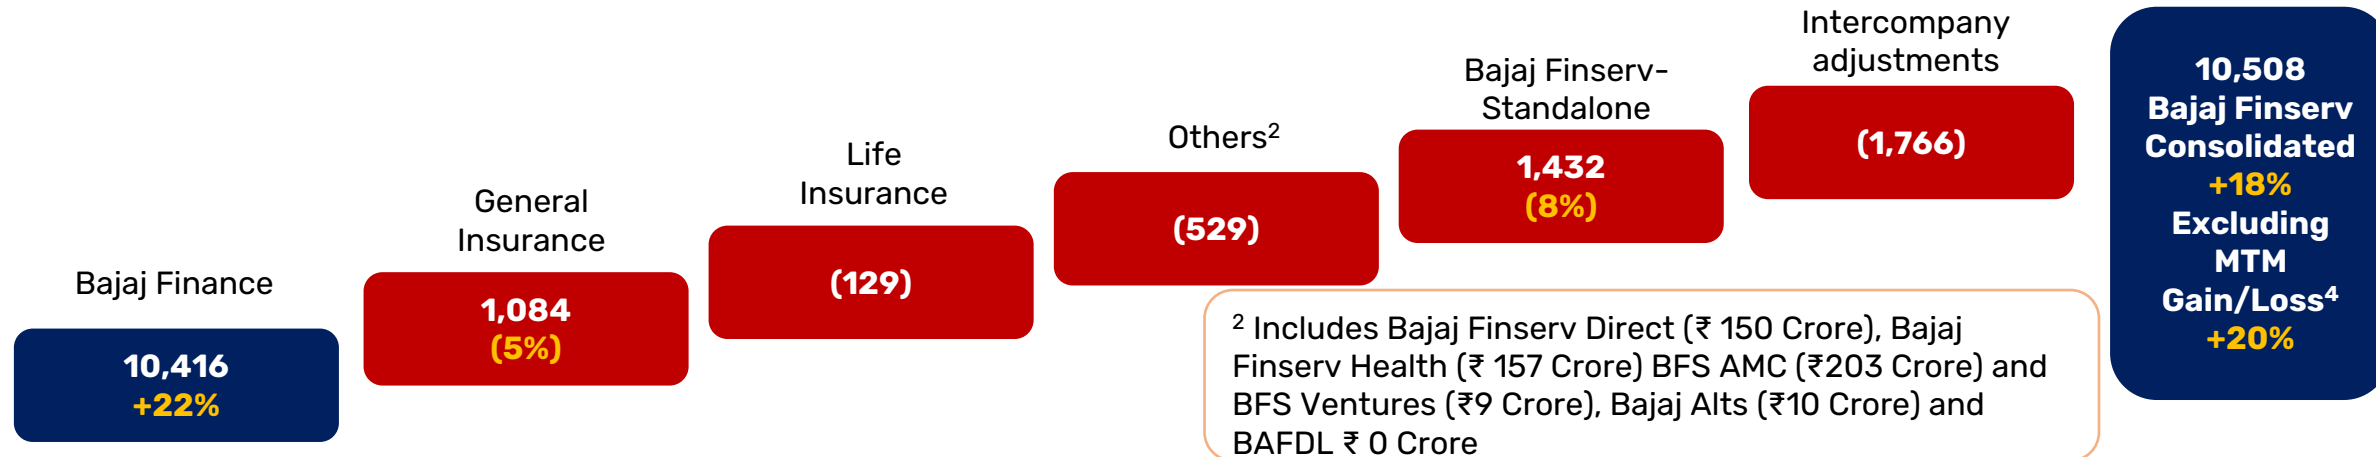 Bajaj Finance
10,416
+22%
General
Insurance
1,084
(5%)
Life
Insurance
(129)
Others²
(529)
Bajaj Finserv-
Standalone
1,432
(8%)
Intercompany
adjustments
(1,766)
10,508
Bajaj Finserv
Consolidated
+18%
Excluding
MTM
Gain/Loss⁴
+20%
² Includes Bajaj Finserv Direct (₹ 150 Crore), Bajaj
Finserv Health (₹ 157 Crore) BFS AMC (₹203 Crore) and
BFS Ventures (₹9 Crore), Bajaj Alts (₹10 Crore) and
BAFDL ₹ 0 Crore